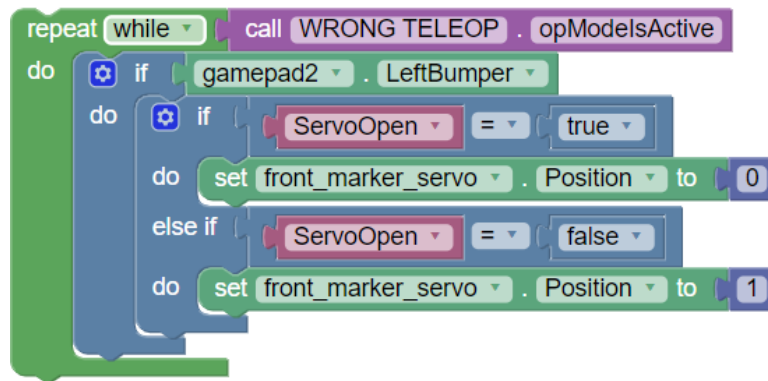 repeat while call WRONG TELEOP . opModeIsActive
do if gamepad2 . LeftBumper
do if ServoOpen = true
do set front_marker_servo . Position to 0
else if ServoOpen = false
do set front_marker_servo . Position to 1